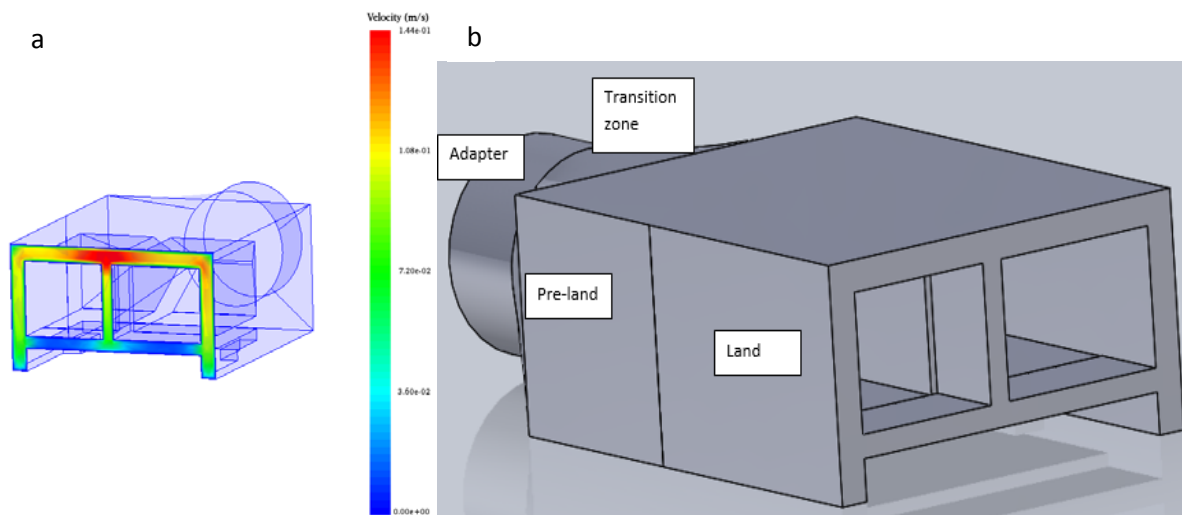 a
Velocity (m/s)
1.44e-01
1.08e-01
7.20e-02
3.60e-02
0.00e+00
b
Transition
zone
Adapter
Pre-land
Land